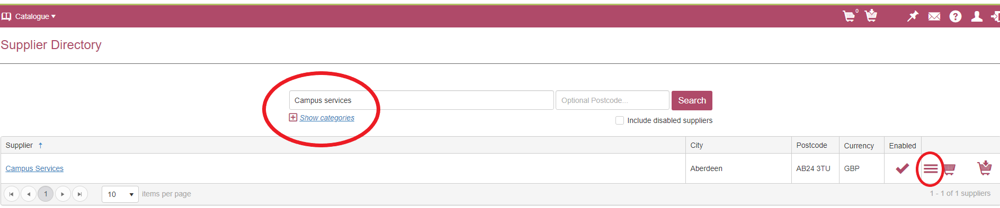 Catalogue
0
?
Supplier Directory
Campus services
Optional Postcode...
Search
Show categories
Include disabled suppliers
Supplier City Postcode Currency Enabled
Campus Services Aberdeen AB24 3TU GBP
1 10 items per page 1 - 1 of 1 suppliers